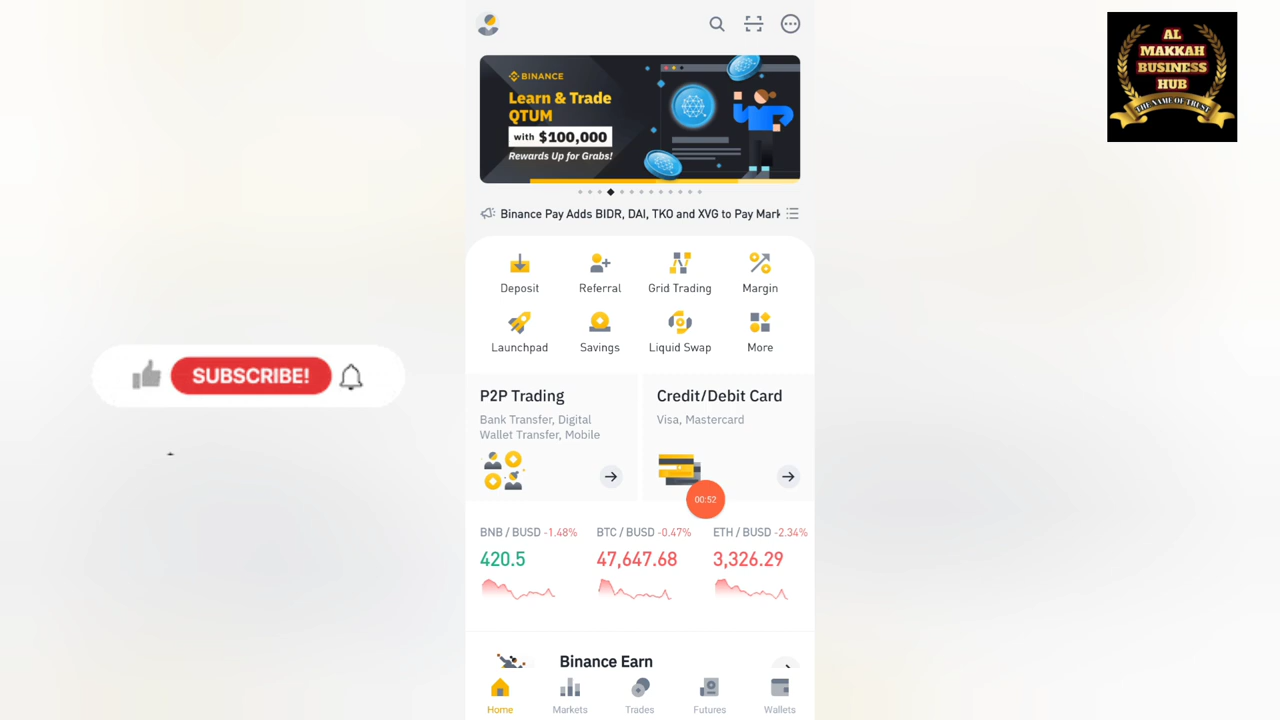 AL
MAKKAH
BUSINESS
HUB
THE NAME OF TRUST
BINANCE
Learn & Trade
QTUM
with $100,000
Rewards Up for Grabs!
Binance Pay Adds BIDR, DAI, TKO and XVG to Pay Mark
Deposit
Referral
Grid Trading
Margin
Launchpad
Savings
Liquid Swap
More
SUBSCRIBE!
P2P Trading
Bank Transfer, Digital
Wallet Transfer, Mobile
Credit/Debit Card
Visa, Mastercard
00:52
BNB / BUSD -1.48%
420.5
BTC / BUSD -0.47%
47,647.68
ETH / BUSD -2.34%
3,326.29
Binance Earn
Home
Markets
Trades
Futures
Wallets